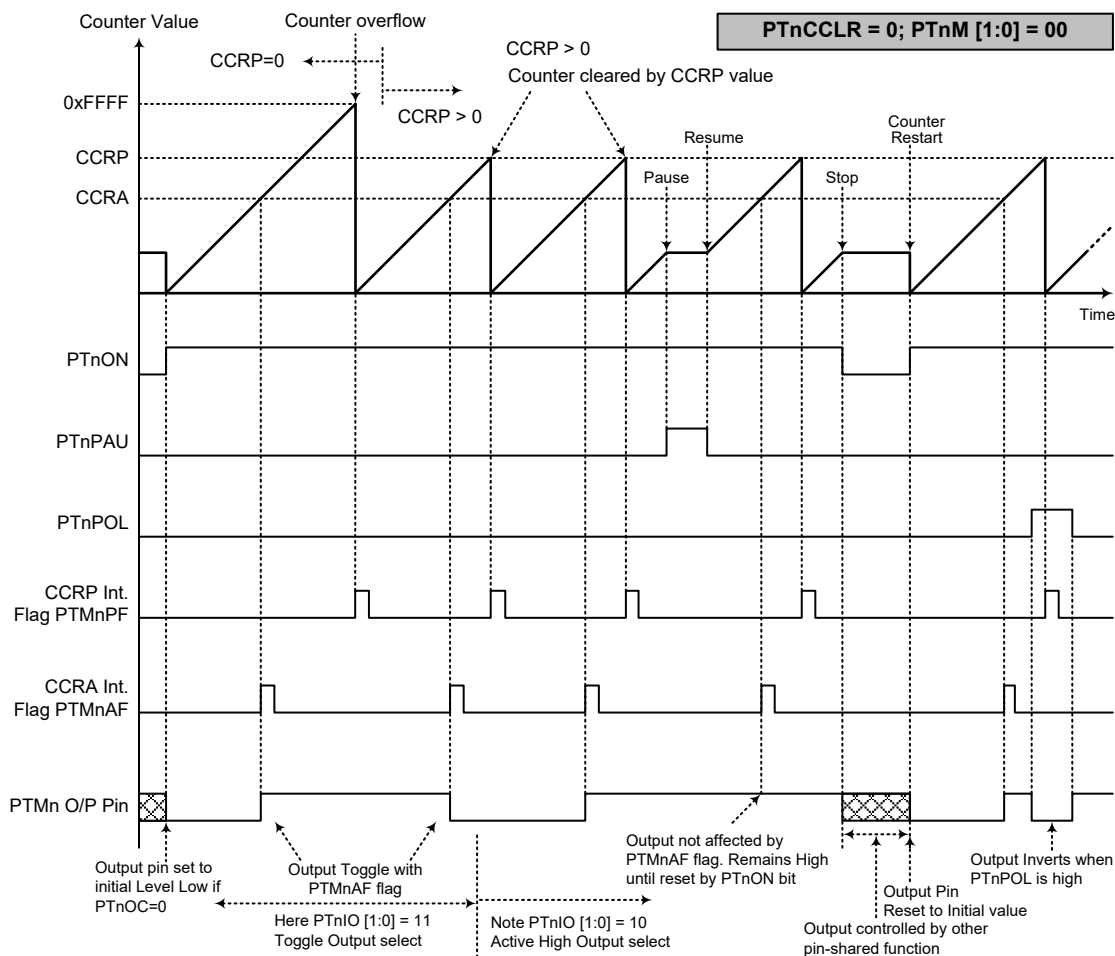 Counter Value
Counter overflow
PTnCCLR = 0; PTnM [1:0] = 00
CCRP=0
CCRP > 0
CCRP > 0
Counter cleared by CCRP value
0xFFFF
CCRP
CCRA
Pause
Resume
Stop
Counter
Restart
Time
PTnON
PTnPAU
PTnPOL
CCRP Int.
Flag PTMnPF
CCRA Int.
Flag PTMnAF
PTMn O/P Pin
Output pin set to
initial Level Low if
PTnOC=0
Output Toggle with
PTMnAF flag
Here PTnIO [1:0] = 11
Toggle Output select
Note PTnIO [1:0] = 10
Active High Output select
Output not affected by
PTMnAF flag. Remains High
until reset by PTnON bit
Output controlled by other
pin-shared function
Output Pin
Reset to Initial value
Output Inverts when
PTnPOL is high